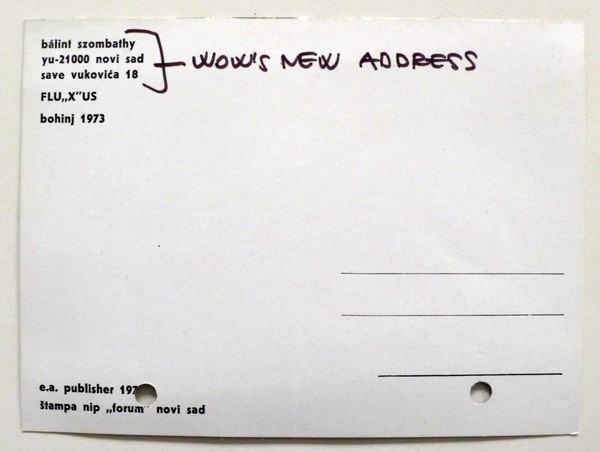 bálint szombathy
yu-21000 novi sad
save vukovića 18
WOW'S NEW ADDRESS
FLU„X”US
bohinj 1973
e.a. publisher
štampa nip „forum” novi sad